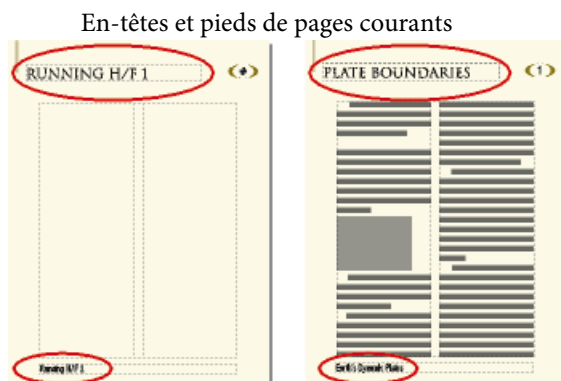 En-têtes et pieds de pages courants
RUNNING H/F 1
PLATE BOUNDARIES
(1)
Running H/F 1
Earth's Dynamic Plates